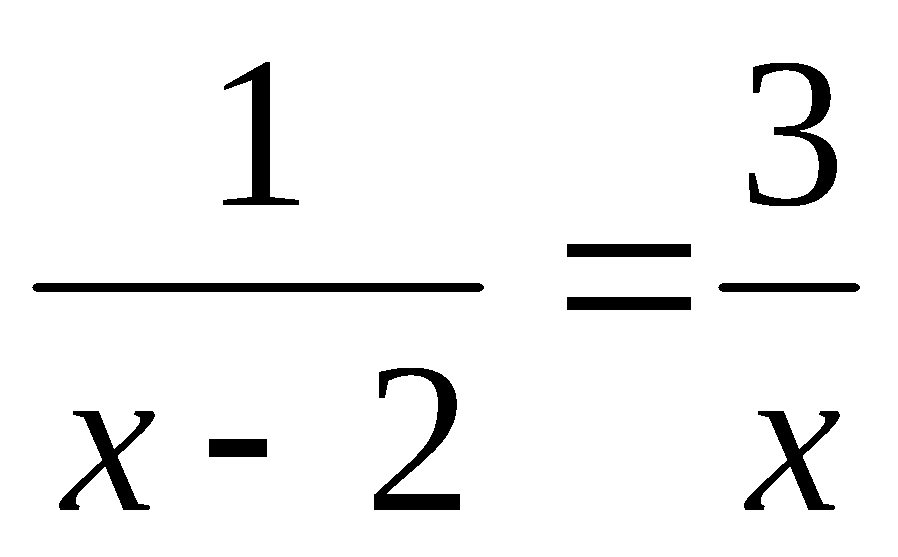 1/(x - 2) = 3/x